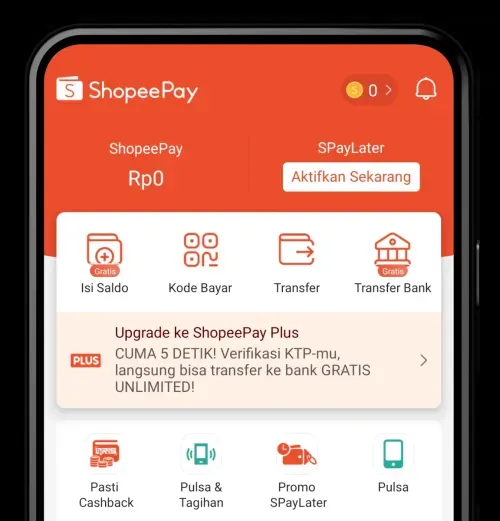 S ShopeePay
S 0
ShopeePay
SPayLater
Rp0
Aktifkan Sekarang
Gratis
Gratis
Isi Saldo
Kode Bayar
Transfer
Transfer Bank
Upgrade ke ShopeePay Plus
PLUS
CUMA 5 DETIK! Verifikasi KTP-mu,
langsung bisa transfer ke bank GRATIS
UNLIMITED!
Pasti
Cashback
Pulsa &
Tagihan
Promo
SPayLater
Pulsa